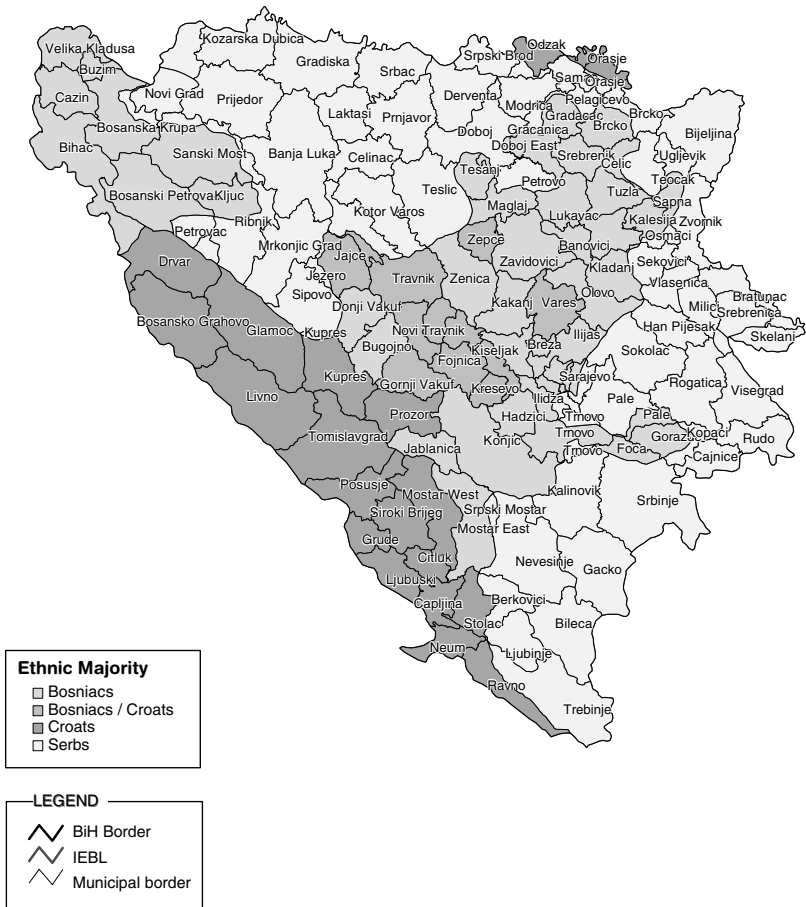 Odzak
Kozarska Dubica
Velika Kladusa
Srpski Brod
Orasje
Gradiska
Buzim
Srbac
Samac
Orasje
Cazin
Novi Grad
Prijedor
Derventa
Modrica
Pelagicevo
Laktasi
Prnjavor
Gradacac
Brcko
Bosanska Krupa
Doboj
Gracanica
Brcko
Bijeljina
Bihac
Sanski Most
Banja Luka
Celinac
Doboj East
Srebrenik
Celic
Ugljevik
Tesanj
Teocak
Bosanski Petrovac
Kljuc
Teslic
Petrovo
Tuzla
Sapna
Kotor Varos
Maglaj
Lukavac
Kalesija
Zvornik
Ribnik
Petrovac
Osmaci
Mrkonjic Grad
Zepce
Banovici
Jajce
Drvar
Zavidovici
Sekovici
Jezero
Travnik
Zenica
Kladanj
Vlasenica
Sipovo
Olovo
Bratunac
Donji Vakuf
Kakanj
Vares
Milici
Srebrenica
Bosansko Grahovo
Glamoc
Kupres
Novi Travnik
Ilijas
Han Pijesak
Skelani
Bugojno
Breza
Kiseljak
Sokolac
Fojnica
Kupres
Sarajevo
Gornji Vakuf
Kresevo
Rogatica
Visegrad
Livno
Ilidza
Pale
Prozor
Hadzici
Trnovo
Pale
Tomislavgrad
Konjic
Trnovo
Gorazde
Kopaci
Rudo
Jablanica
Trnovo
Foca
Cajnice
Posusje
Mostar West
Kalinovik
Srbinje
Siroki Brijeg
Srpski Mostar
Mostar East
Grude
Citluk
Nevesinje
Gacko
Ljubuski
Capljina
Berkovici
Stolac
Bileca
Neum
Ljubinje
Ravno
Trebinje
Ethnic Majority
Bosniacs
Bosniacs / Croats
Croats
Serbs
LEGEND
BiH Border
IEBL
Municipal border